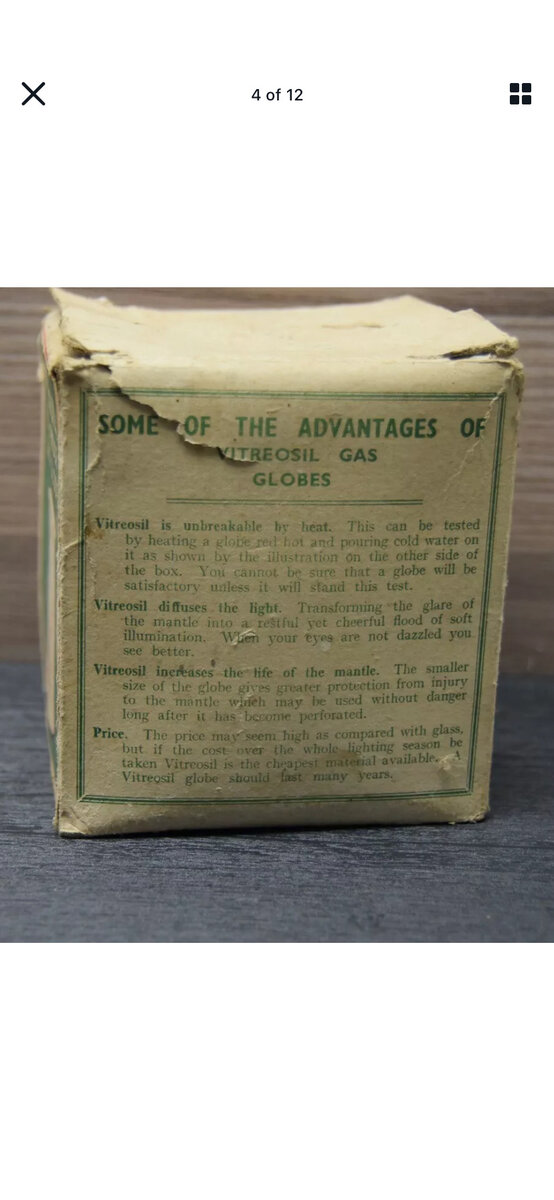 4 of 12
SOME OF THE ADVANTAGES OF
VITREOSIL GAS
GLOBES
Vitreosil is unbreakable by heat. This can be tested
by heating a globe red hot and pouring cold water on
it as shown by the illustration on the other side of
the box. You cannot be sure that a globe will be
satisfactory unless it will stand this test.
Vitreosil diffuses the light. Transforming the glare of
the mantle into a restful yet cheerful flood of soft
illumination. When your eyes are not dazzled you
see better.
Vitreosil increases the life of the mantle. The smaller
size of the globe gives greater protection from injury
to the mantle which may be used without danger
long after it has become perforated.
Price. The price may seem high as compared with glass,
but if the cost over the whole lighting season be
taken Vitreosil is the cheapest material available. A
Vitreosil globe should last many years.